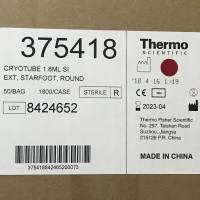 375418
CRYOTUBE 1.8ML SI
EXT, STARFOOT, ROUND
50/BAG 1800/CASE STERILE R
LOT 8424652
3754188424652000073
Thermo
SCIENTIFIC
2023-04
Thermo Fisher Scientific
No. 297, Taishan Road
Suzhou, Jiangsu
215129 P.R. China
MADE IN CHINA